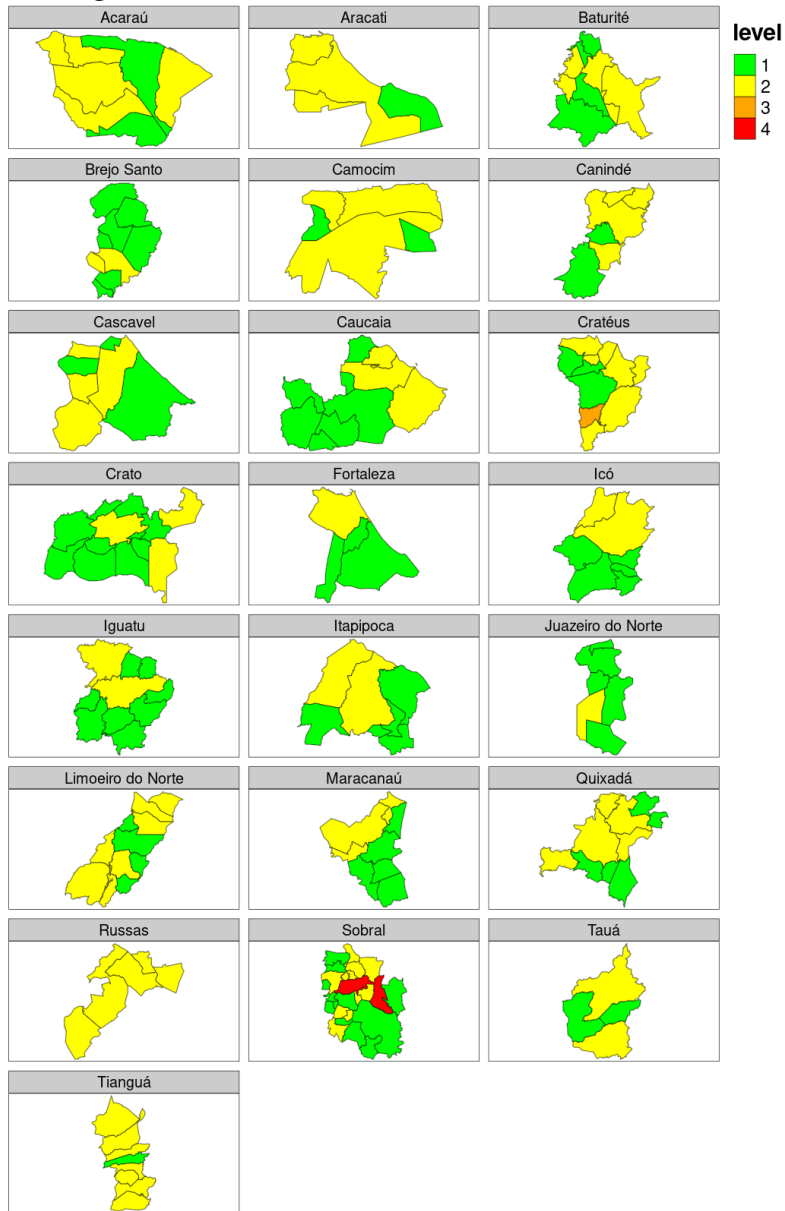 Acaraú
Aracati
Baturité
level
1
2
3
4
Brejo Santo
Camocim
Canindé
Cascavel
Caucaia
Cratéus
Crato
Fortaleza
Icó
Iguatu
Itapipoca
Juazeiro do Norte
Limoeiro do Norte
Maracanaú
Quixadá
Russas
Sobral
Tauá
Tianguá